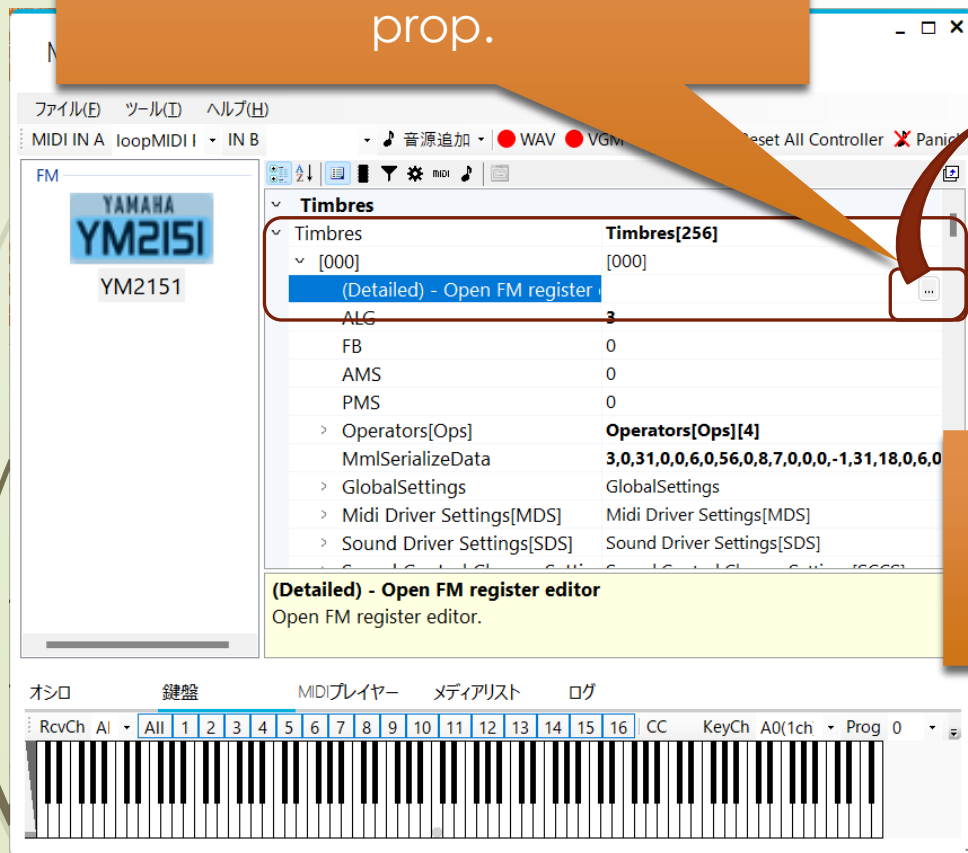 prop.
ファイル(F) ツール(T) ヘルプ(H)
MIDI IN A loopMIDI I IN B 音源追加 WAV Reset All Controller Panic!
FM
YAMAHA
YM2151
YM2151
Timbres
Timbres Timbres[256]
[000] [000]
(Detailed) - Open FM register
ALG 3
FB 0
AMS 0
PMS 0
Operators[Ops] Operators[Ops][4]
MmlSerializeData 3,0,31,0,0,6,0,56,0,8,7,0,0,0,-1,31,18,0,6,0
GlobalSettings GlobalSettings
Midi Driver Settings[MDS] Midi Driver Settings[MDS]
Sound Driver Settings[SDS] Sound Driver Settings[SDS]
(Detailed) - Open FM register editor
Open FM register editor.
オシロ 鍵盤 MIDIプレイヤー メディアリスト ログ
RcvCh Al All 1 2 3 4 5 6 7 8 9 10 11 12 13 14 15 16 CC KeyCh A0(1ch) Prog 0